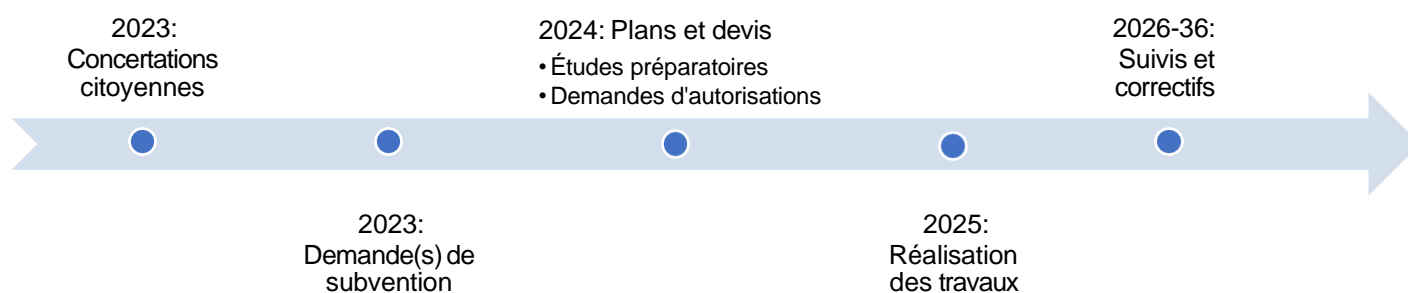 2023:
Concertations
citoyennes
2023:
Demande(s) de
subvention
2024: Plans et devis
• Études préparatoires
• Demandes d'autorisations
2025:
Réalisation
des travaux
2026-36:
Suivis et
correctifs